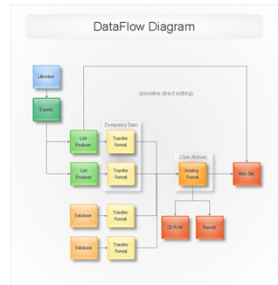 DataFlow Diagram
Literature
(possible direct editing)
Experts
(Temporary Data)
List
Producer
Transfer
Format
(Core Archive)
List
Producer
Transfer
Format
Holding
Format
Web Site
Database
Transfer
Format
CD-ROM
Reports
Database
Transfer
Format